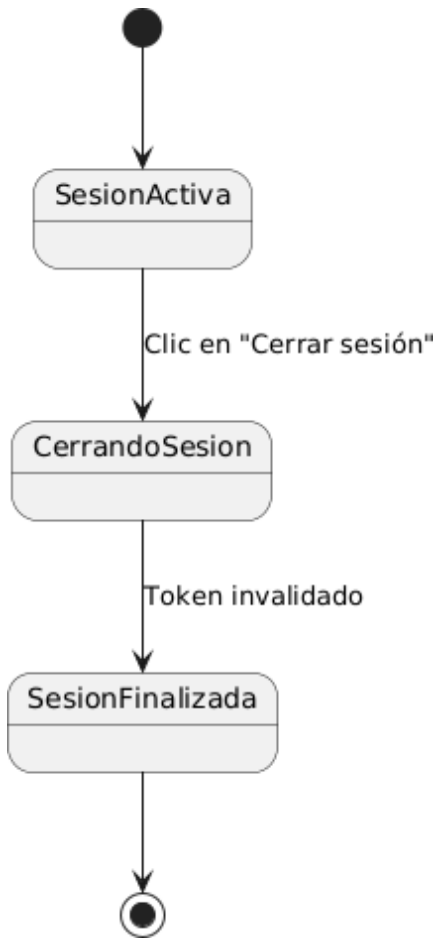 SesionActiva
Clic en "Cerrar sesión"
CerrandoSesion
Token invalidado
SesionFinalizada